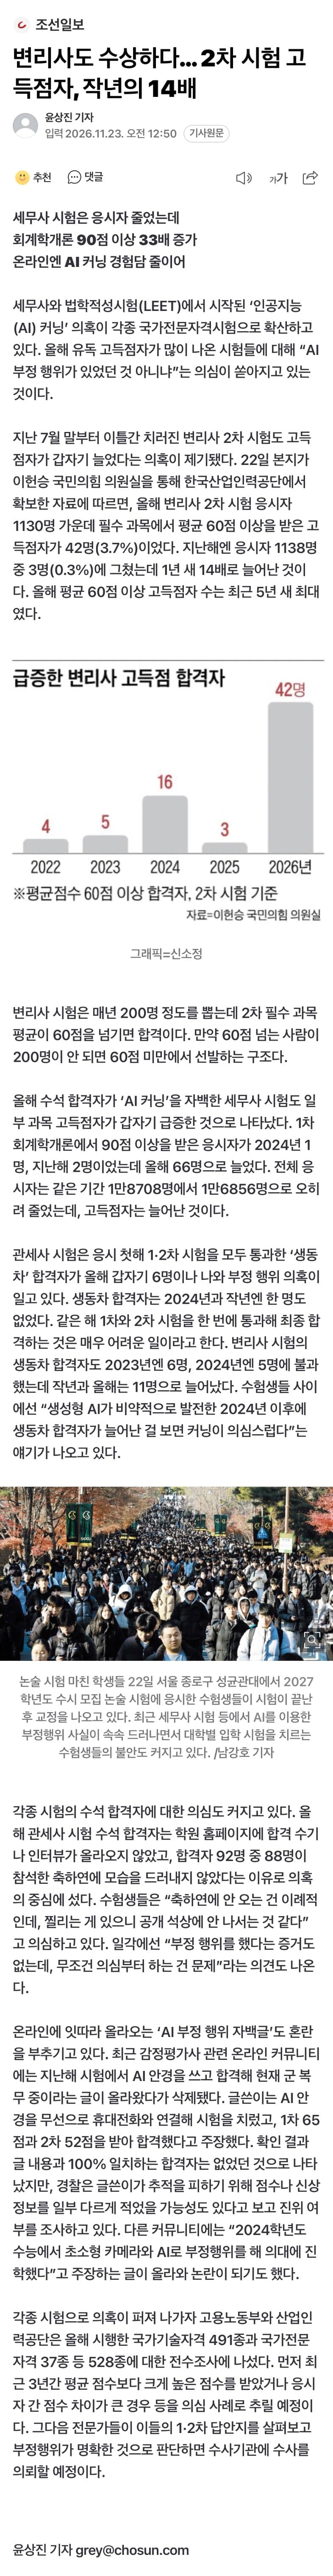 조선일보
변리사도 수상하다... 2차 시험 고
득점자, 작년의 14배
윤상진 기자
입력 2026.11.23. 오전 12:50 기사원문
추천 댓글 가가
세무사 시험은 응시자 줄었는데
회계학개론 90점 이상 33배 증가
온라인엔 AI 커닝 경험담 줄이어
세무사와 법학적성시험(LEET)에서 시작된 ‘인공지능
(AI) 커닝’ 의혹이 각종 국가전문자격시험으로 확산하고
있다. 올해 유독 고득점자가 많이 나온 시험들에 대해 “AI
부정 행위가 있었던 것 아니냐”는 의심이 쏟아지고 있는
것이다.
지난 7월 말부터 이틀간 치러진 변리사 2차 시험도 고득
점자가 갑자기 늘었다는 의혹이 제기됐다. 22일 본지가
이헌승 국민의힘 의원실을 통해 한국산업인력공단에서
확보한 자료에 따르면, 올해 변리사 2차 시험 응시자
1130명 가운데 필수 과목에서 평균 60점 이상을 받은 고
득점자가 42명(3.7%)이었다. 지난해엔 응시자 1138명
중 3명(0.3%)에 그쳤는데 1년 새 14배로 늘어난 것이
다. 올해 평균 60점 이상 고득점자 수는 최근 5년 새 최대
였다.
급증한 변리사 고득점 합격자
42명
16
4
5
3
2022 2023 2024 2025 2026년
※평균점수 60점 이상 합격자, 2차 시험 기준
자료=이헌승 국민의힘 의원실
그래픽=신소정
변리사 시험은 매년 200명 정도를 뽑는데 2차 필수 과목
평균이 60점을 넘기면 합격이다. 만약 60점 넘는 사람이
200명이 안 되면 60점 미만에서 선발하는 구조다.
올해 수석 합격자가 ‘AI 커닝’을 자백한 세무사 시험도 일
부 과목 고득점자가 갑자기 급증한 것으로 나타났다. 1차
회계학개론에서 90점 이상을 받은 응시자가 2024년 1
명, 지난해 2명이었는데 올해 66명으로 늘었다. 전체 응
시자는 같은 기간 1만8708명에서 1만6856명으로 오히
려 줄었는데, 고득점자는 늘어난 것이다.
관세사 시험은 응시 첫해 1·2차 시험을 모두 통과한 ‘생동
차’ 합격자가 올해 갑자기 6명이나 나와 부정 행위 의혹이
일고 있다. 생동차 합격자는 2024년과 작년엔 한 명도
없었다. 같은 해 1차와 2차 시험을 한 번에 통과해 최종 합
격하는 것은 매우 어려운 일이라고 한다. 변리사 시험의
생동차 합격자도 2023년엔 6명, 2024년엔 5명에 불과
했는데 작년과 올해는 11명으로 늘어났다. 수험생들 사이
에선 “생성형 AI가 비약적으로 발전한 2024년 이후에
생동차 합격자가 늘어난 걸 보면 커닝이 의심스럽다”는
얘기가 나오고 있다.
논술 시험 마친 학생들 22일 서울 종로구 성균관대에서 2027
학년도 수시 모집 논술 시험에 응시한 수험생들이 시험이 끝난
후 교정을 나오고 있다. 최근 세무사 시험 등에서 AI를 이용한
부정행위 사실이 속속 드러나면서 대학별 입학 시험을 치르는
수험생들의 불안도 커지고 있다. /남강호 기자
각종 시험의 수석 합격자에 대한 의심도 커지고 있다. 올
해 관세사 시험 수석 합격자는 학원 홈페이지에 합격 수기
나 인터뷰가 올라오지 않았고, 합격자 92명 중 88명이
참석한 축하연에 모습을 드러내지 않았다는 이유로 의혹
의 중심에 섰다. 수험생들은 “축하연에 안 오는 건 이례적
인데, 찔리는 게 있으니 공개 석상에 안 나서는 것 같다”
고 의심하고 있다. 일각에선 “부정 행위를 했다는 증거도
없는데, 무조건 의심부터 하는 건 문제”라는 의견도 나온
다.
온라인에 잇따라 올라오는 ‘AI 부정 행위 자백글’도 혼란
을 부추기고 있다. 최근 감정평가사 관련 온라인 커뮤니티
에는 지난해 시험에서 AI 안경을 쓰고 합격해 현재 군 복
무 중이라는 글이 올라왔다가 삭제됐다. 글쓴이는 AI 안
경을 무선으로 휴대전화와 연결해 시험을 치렀고, 1차 65
점과 2차 52점을 받아 합격했다고 주장했다. 확인 결과
글 내용과 100% 일치하는 합격자는 없었던 것으로 나타
났지만, 경찰은 글쓴이가 추적을 피하기 위해 점수나 신상
정보를 일부 다르게 적었을 가능성도 있다고 보고 진위 여
부를 조사하고 있다. 다른 커뮤니티에는 “2024학년도
수능에서 초소형 카메라와 AI로 부정행위를 해 의대에 진
학했다”고 주장하는 글이 올라와 논란이 되기도 했다.
각종 시험으로 의혹이 퍼져 나가자 고용노동부와 산업인
력공단은 올해 시행한 국가기술자격 491종과 국가전문
자격 37종 등 528종에 대한 전수조사에 나섰다. 먼저 최
근 3년간 평균 점수보다 크게 높은 점수를 받았거나 응시
자 간 점수 차이가 큰 경우 등을 의심 사례로 추릴 예정이
다. 그다음 전문가들이 이들의 1·2차 답안지를 살펴보고
부정행위가 명확한 것으로 판단하면 수사기관에 수사를
의뢰할 예정이다.
윤상진 기자 grey@chosun.com